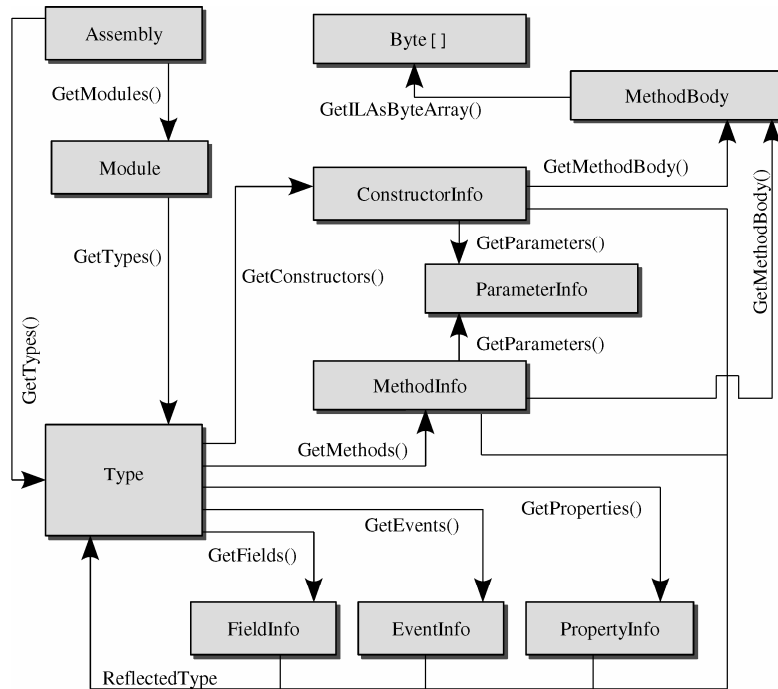 Assembly
Byte [ ]
MethodBody
GetModules()
GetILAsByteArray()
Module
ConstructorInfo
GetMethodBody()
GetMethodBody()
GetTypes()
GetConstructors()
GetParameters()
ParameterInfo
GetTypes()
GetParameters()
MethodInfo
Type
GetMethods()
GetProperties()
GetEvents()
GetFields()
FieldInfo
EventInfo
PropertyInfo
ReflectedType